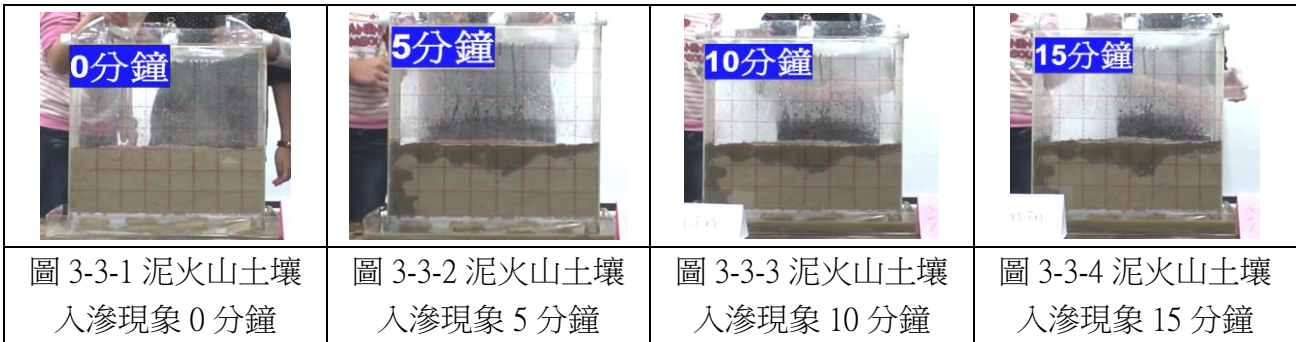 0分鐘
5分鐘
10分鐘
15分鐘
圖 3-3-1 泥火山土壤
入滲現象 0 分鐘
圖 3-3-2 泥火山土壤
入滲現象 5 分鐘
圖 3-3-3 泥火山土壤
入滲現象 10 分鐘
圖 3-3-4 泥火山土壤
入滲現象 15 分鐘